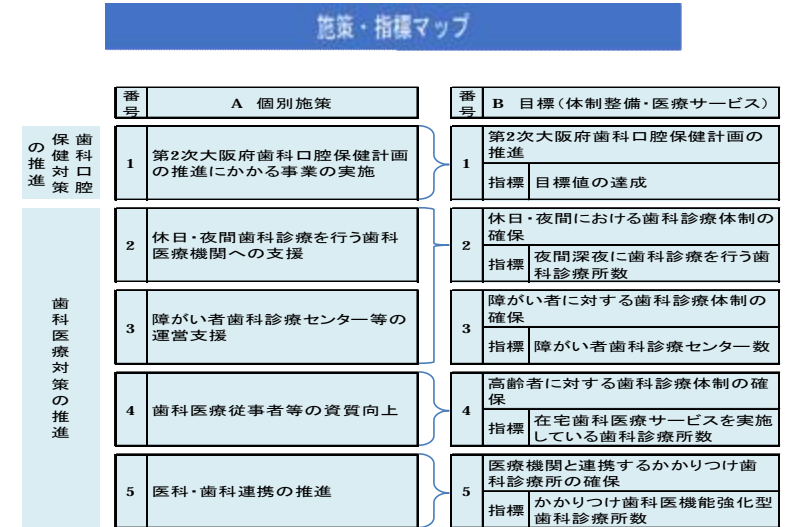 施策・指標マップ
番号
A 個別施策
番号
B 目標(体制整備・医療サービス)
歯科口腔
保健対策
の推進
1
第2次大阪府歯科口腔保健計画
の推進にかかる事業の実施
1
第2次大阪府歯科口腔保健計画の
推進
指標
目標値の達成
歯科医療対策の推進
2
休日・夜間歯科診療を行う歯科
医療機関への支援
2
休日・夜間における歯科診療体制の
確保
指標
夜間深夜に歯科診療を行う歯
科診療所数
3
障がい者歯科診療センター等の
運営支援
3
障がい者に対する歯科診療体制の
確保
指標
障がい者歯科診療センター数
4
歯科医療従事者等の資質向上
4
高齢者に対する歯科診療体制の確
保
指標
在宅歯科医療サービスを実施
している歯科診療所数
5
医科・歯科連携の推進
5
医療機関と連携するかかりつけ歯
科診療所の確保
指標
かかりつけ歯科医機能強化型
歯科診療所数